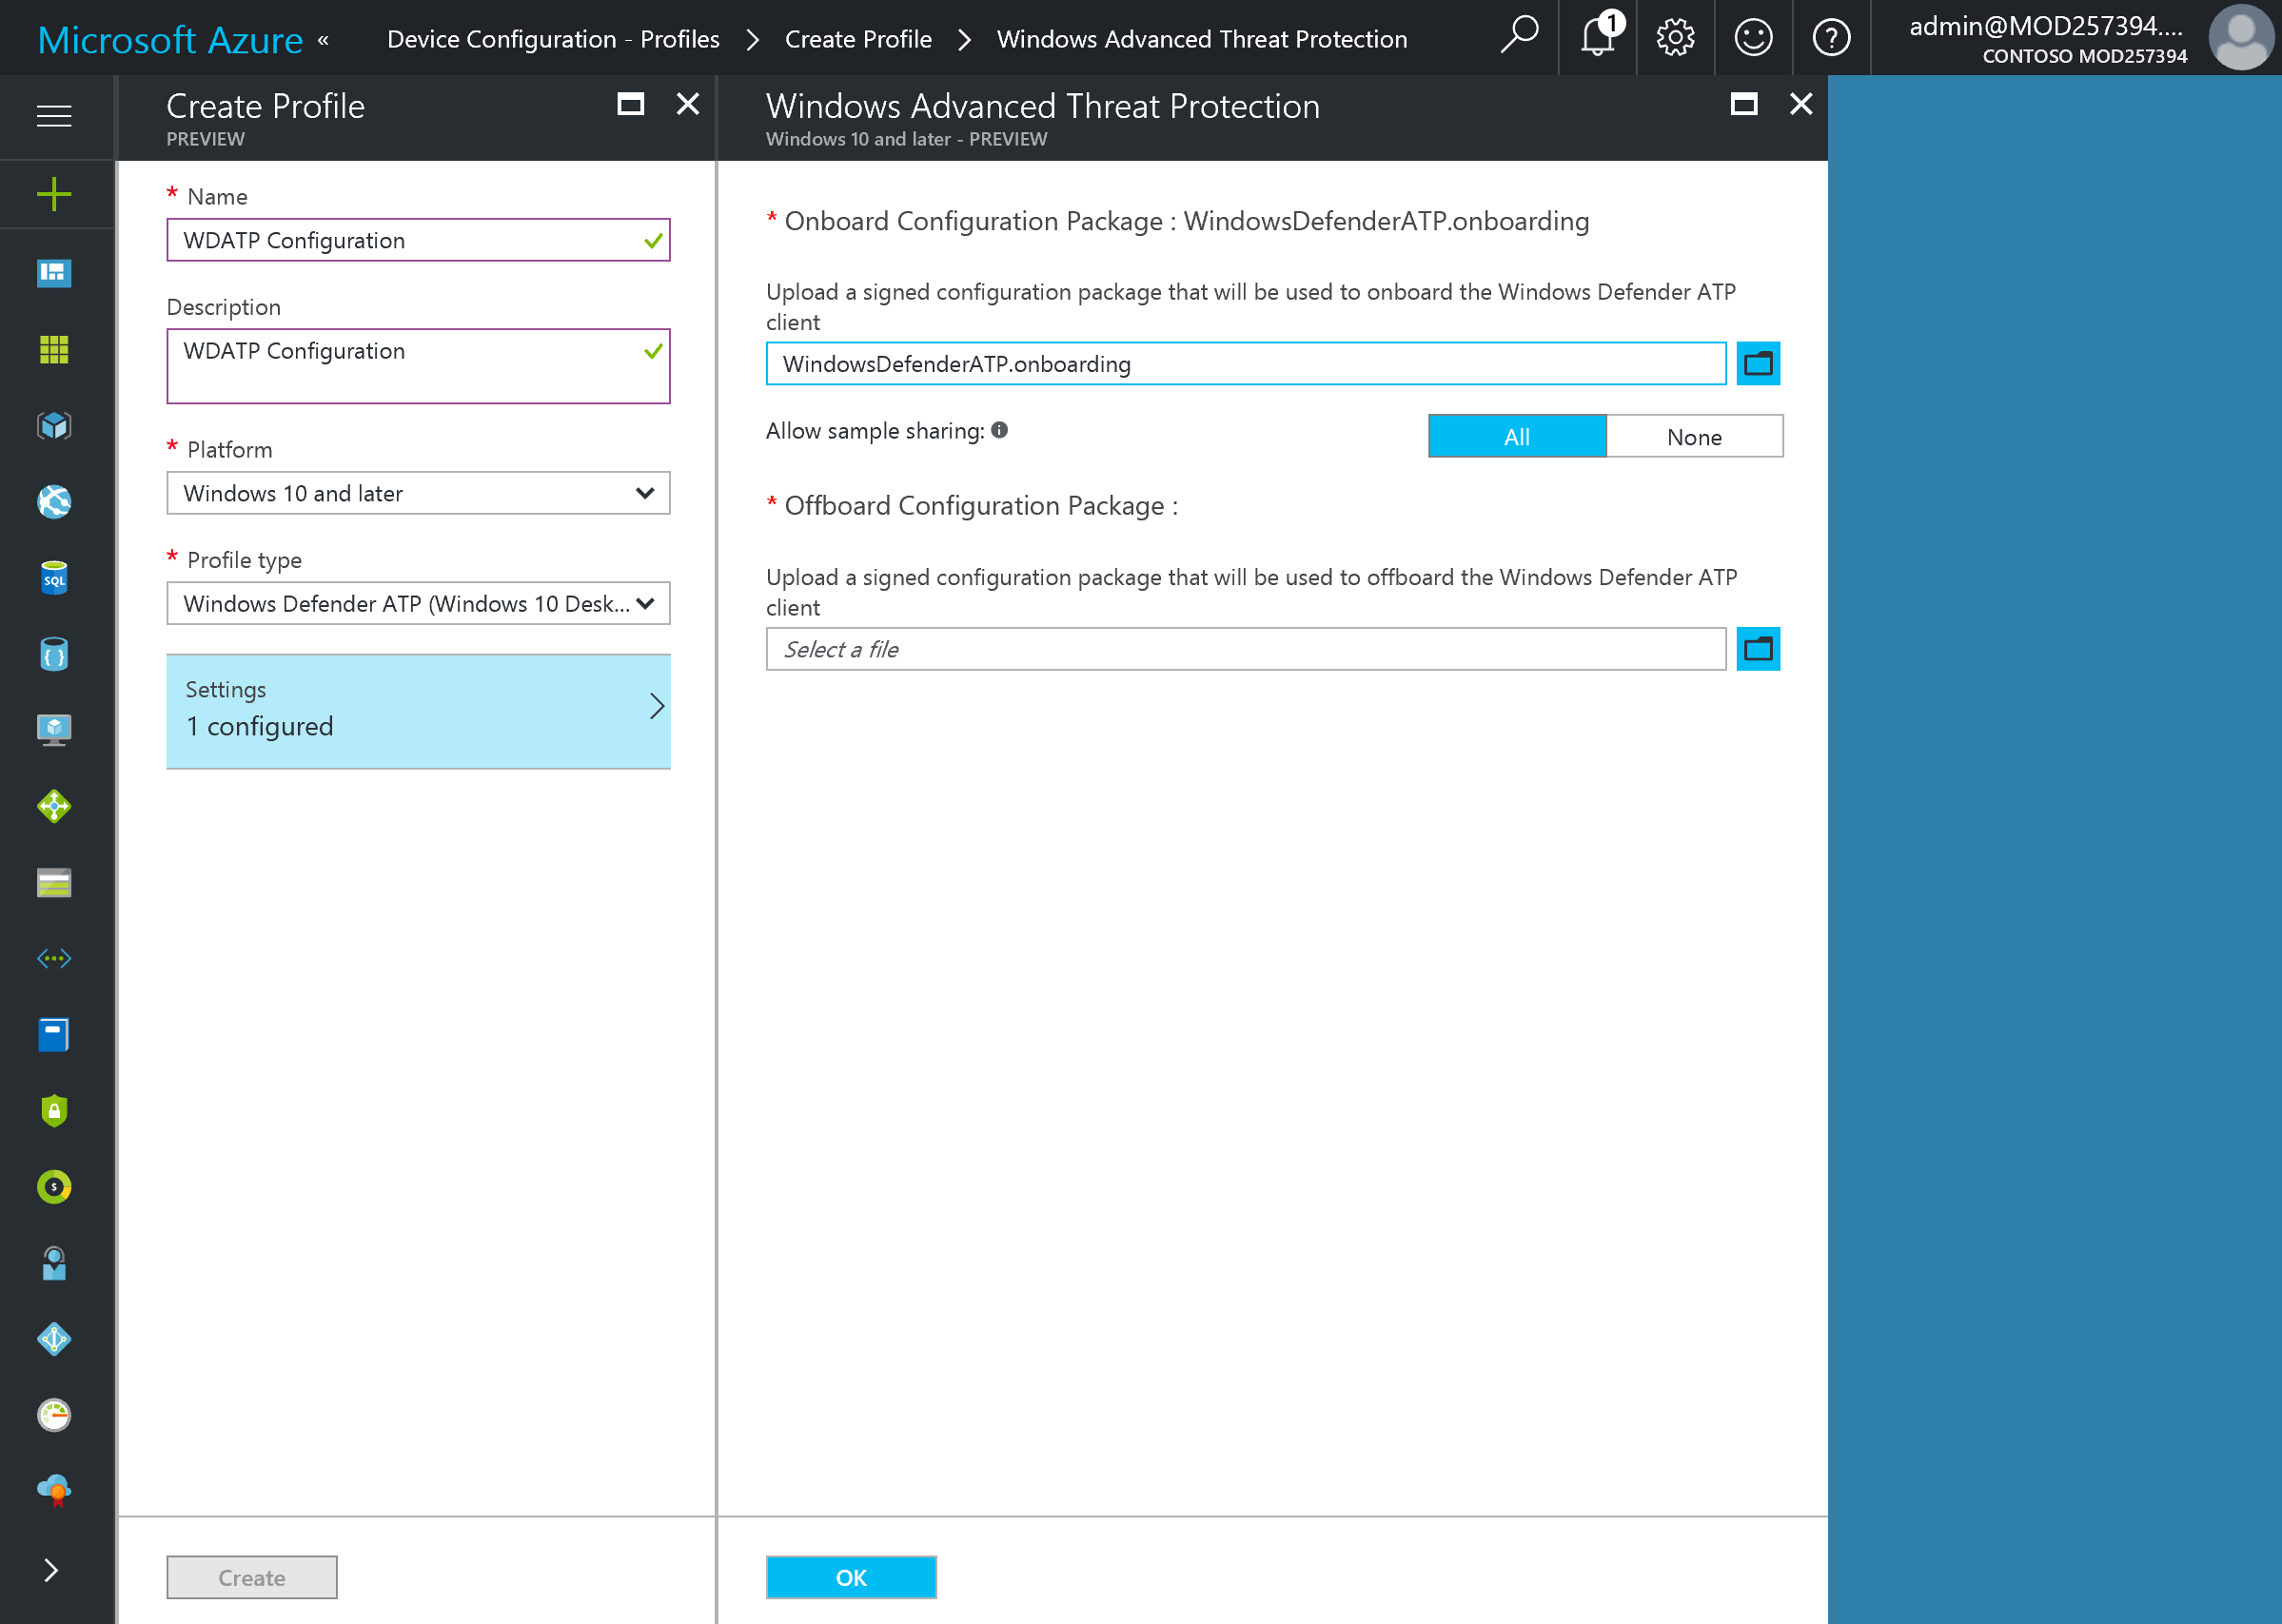 Microsoft Azure «
Device Configuration - Profiles
Create Profile
Windows Advanced Threat Protection
1
?
admin@MOD257394....
CONTOSO MOD257394
Create Profile
PREVIEW
* Name
WDATP Configuration
Description
WDATP Configuration
* Platform
Windows 10 and later
* Profile type
Windows Defender ATP (Windows 10 Desk...
Settings
1 configured
Create
Windows Advanced Threat Protection
Windows 10 and later - PREVIEW
* Onboard Configuration Package : WindowsDefenderATP.onboarding
Upload a signed configuration package that will be used to onboard the Windows Defender ATP
client
WindowsDefenderATP.onboarding
Allow sample sharing:
All
None
* Offboard Configuration Package :
Upload a signed configuration package that will be used to offboard the Windows Defender ATP
client
Select a file
OK
SQL
{ }
$